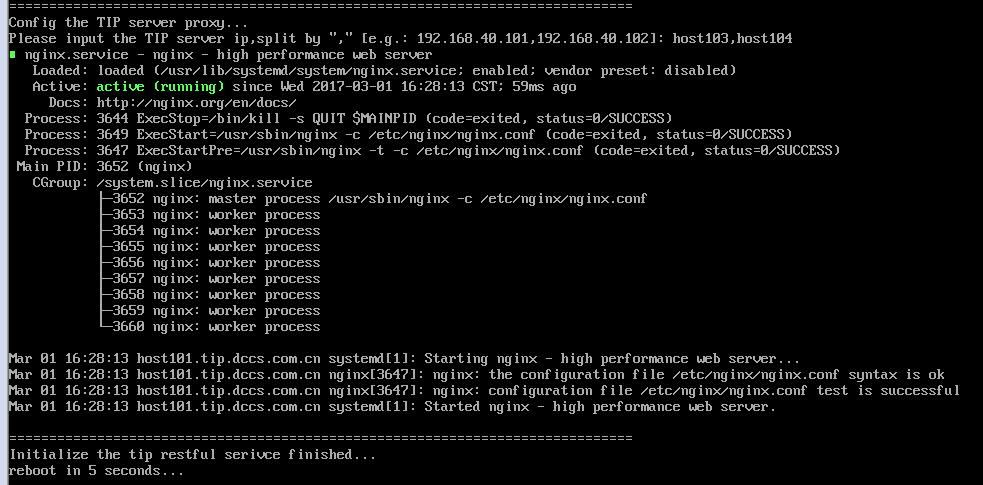 ==============================================================================
Config the TIP server proxy...
Please input the TIP server ip,split by "," [e.g.: 192.168.40.101,192.168.40.102]: host103,host104
nginx.service - nginx - high performance web server
   Loaded: loaded (/usr/lib/systemd/system/nginx.service; enabled; vendor preset: disabled)
   Active: active (running) since Wed 2017-03-01 16:28:13 CST; 59ms ago
     Docs: http://nginx.org/en/docs/
  Process: 3644 ExecStop=/bin/kill -s QUIT $MAINPID (code=exited, status=0/SUCCESS)
  Process: 3649 ExecStart=/usr/sbin/nginx -c /etc/nginx/nginx.conf (code=exited, status=0/SUCCESS)
  Process: 3647 ExecStartPre=/usr/sbin/nginx -t -c /etc/nginx/nginx.conf (code=exited, status=0/SUCCESS)
 Main PID: 3652 (nginx)
   CGroup: /system.slice/nginx.service
           ├─3652 nginx: master process /usr/sbin/nginx -c /etc/nginx/nginx.conf
           ├─3653 nginx: worker process
           ├─3654 nginx: worker process
           ├─3655 nginx: worker process
           ├─3656 nginx: worker process
           ├─3657 nginx: worker process
           ├─3658 nginx: worker process
           ├─3659 nginx: worker process
           └─3660 nginx: worker process
Mar 01 16:28:13 host101.tip.dccs.com.cn systemd[1]: Starting nginx - high performance web server...
Mar 01 16:28:13 host101.tip.dccs.com.cn nginx[3647]: nginx: the configuration file /etc/nginx/nginx.conf syntax is ok
Mar 01 16:28:13 host101.tip.dccs.com.cn nginx[3647]: nginx: configuration file /etc/nginx/nginx.conf test is successful
Mar 01 16:28:13 host101.tip.dccs.com.cn systemd[1]: Started nginx - high performance web server.
==============================================================================
Initialize the tip restful serivce finished...
reboot in 5 seconds...